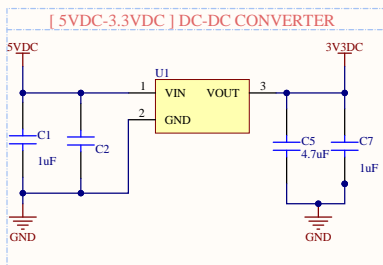 [ 5VDC-3.3VDC ] DC-DC CONVERTER
5VDC
3V3DC
U1
1
VIN
VOUT
3
2
GND
C1
1uF
C2
C5
4.7uF
C7
1uF
GND
GND